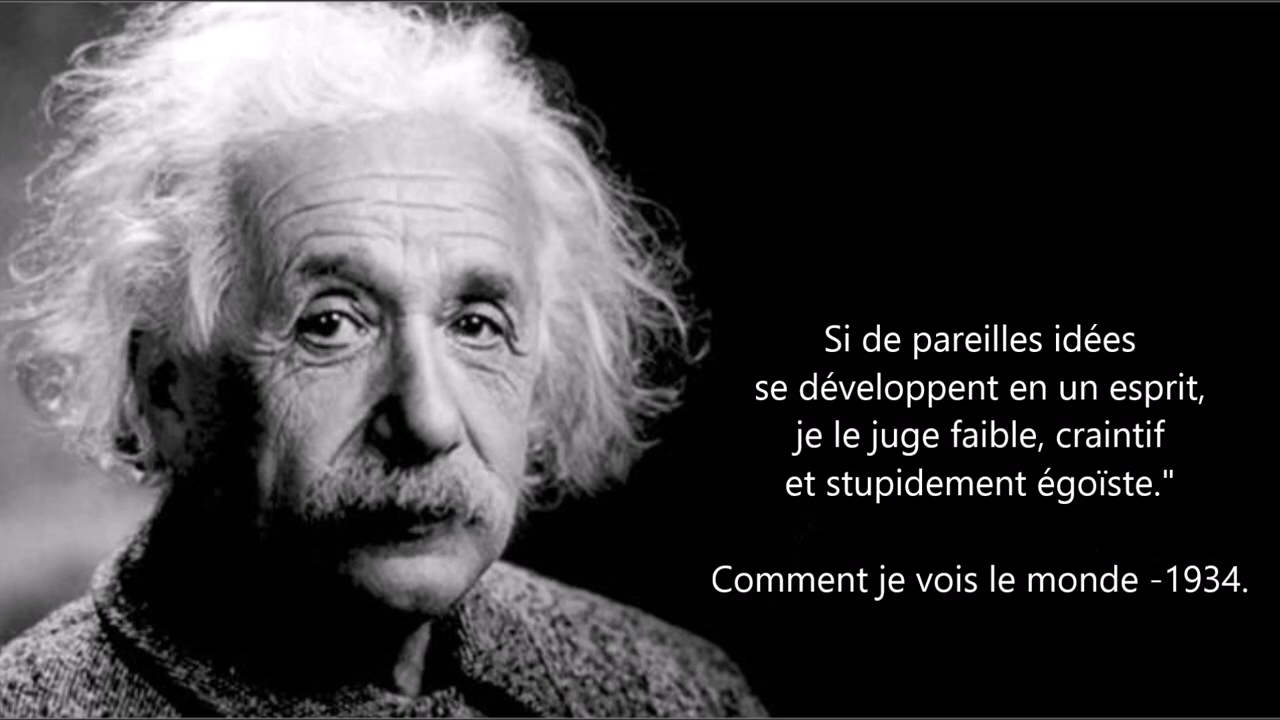 Si de pareilles idées
se développent en un esprit,
je le juge faible, craintif
et stupidement égoïste."
Comment je vois le monde -1934.